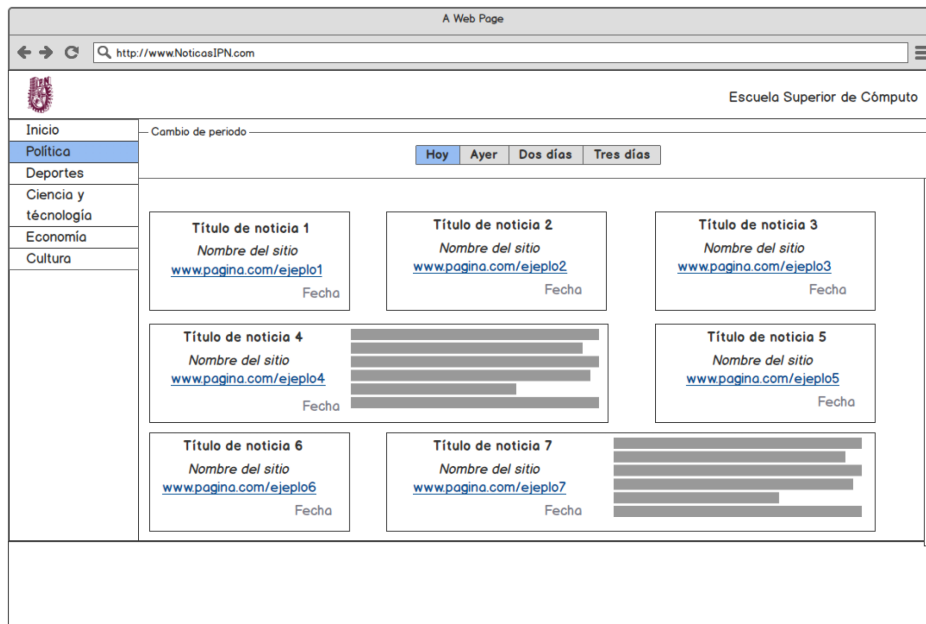 A Web Page
http://www.NoticasIPN.com
IPN
Escuela Superior de Cómputo
Inicio
Política
Deportes
Ciencia y
técnología
Economía
Cultura
Cambio de periodo
Hoy Ayer Dos días Tres días
Título de noticia 1
Nombre del sitio
www.pagina.com/ejeplo1
Fecha
Título de noticia 2
Nombre del sitio
www.pagina.com/ejeplo2
Fecha
Título de noticia 3
Nombre del sitio
www.pagina.com/ejeplo3
Fecha
Título de noticia 4
Nombre del sitio
www.pagina.com/ejeplo4
Fecha
Título de noticia 5
Nombre del sitio
www.pagina.com/ejeplo5
Fecha
Título de noticia 6
Nombre del sitio
www.pagina.com/ejeplo6
Fecha
Título de noticia 7
Nombre del sitio
www.pagina.com/ejeplo7
Fecha